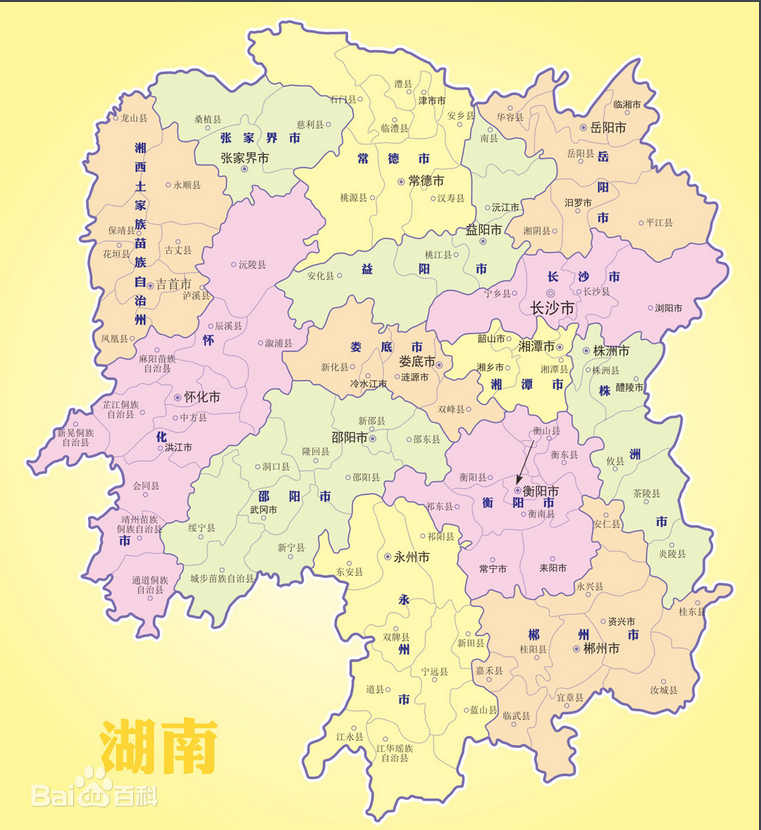 石门县
澧县
津市市
安乡县
临澧县
常德市
常德市
桃源县
汉寿县
龙山县
桑植县
慈利县
张家界市
张家界市
湘西土家族苗族自治州
永顺县
保靖县
花垣县
古丈县
吉首市
泸溪县
凤凰县
华容县
临湘市
岳阳市
岳阳县
岳阳市
汨罗市
湘阴县
平江县
南县
沅江市
益阳市
桃江县
安化县
益阳市
长沙市
宁乡县
长沙县
长沙市
浏阳市
沅陵县
辰溪县
溆浦县
怀化市
麻阳苗族
自治县
芷江侗族
自治县
怀化市
中方县
新晃侗族
自治县
洪江市
会同县
靖州苗族
侗族自治县
通道侗族
自治县
娄底市
娄底市
新化县
冷水江市
涟源市
双峰县
韶山市
湘潭市
湘乡市
湘潭县
湘潭市
株洲市
株洲县
醴陵市
株洲市
攸县
茶陵县
炎陵县
新邵县
邵阳市
邵东县
隆回县
洞口县
邵阳县
邵阳市
武冈市
绥宁县
新宁县
城步苗族自治县
衡山县
衡东县
衡阳县
衡阳市
衡阳市
祁东县
衡南县
常宁市
耒阳市
祁阳县
永州市
东安县
永州市
双牌县
新田县
宁远县
道县
蓝山县
江永县
江华瑶族
自治县
安仁县
永兴县
桂东县
资兴市
郴州市
郴州市
桂阳县
嘉禾县
宜章县
临武县
汝城县
湖南
Bai百科